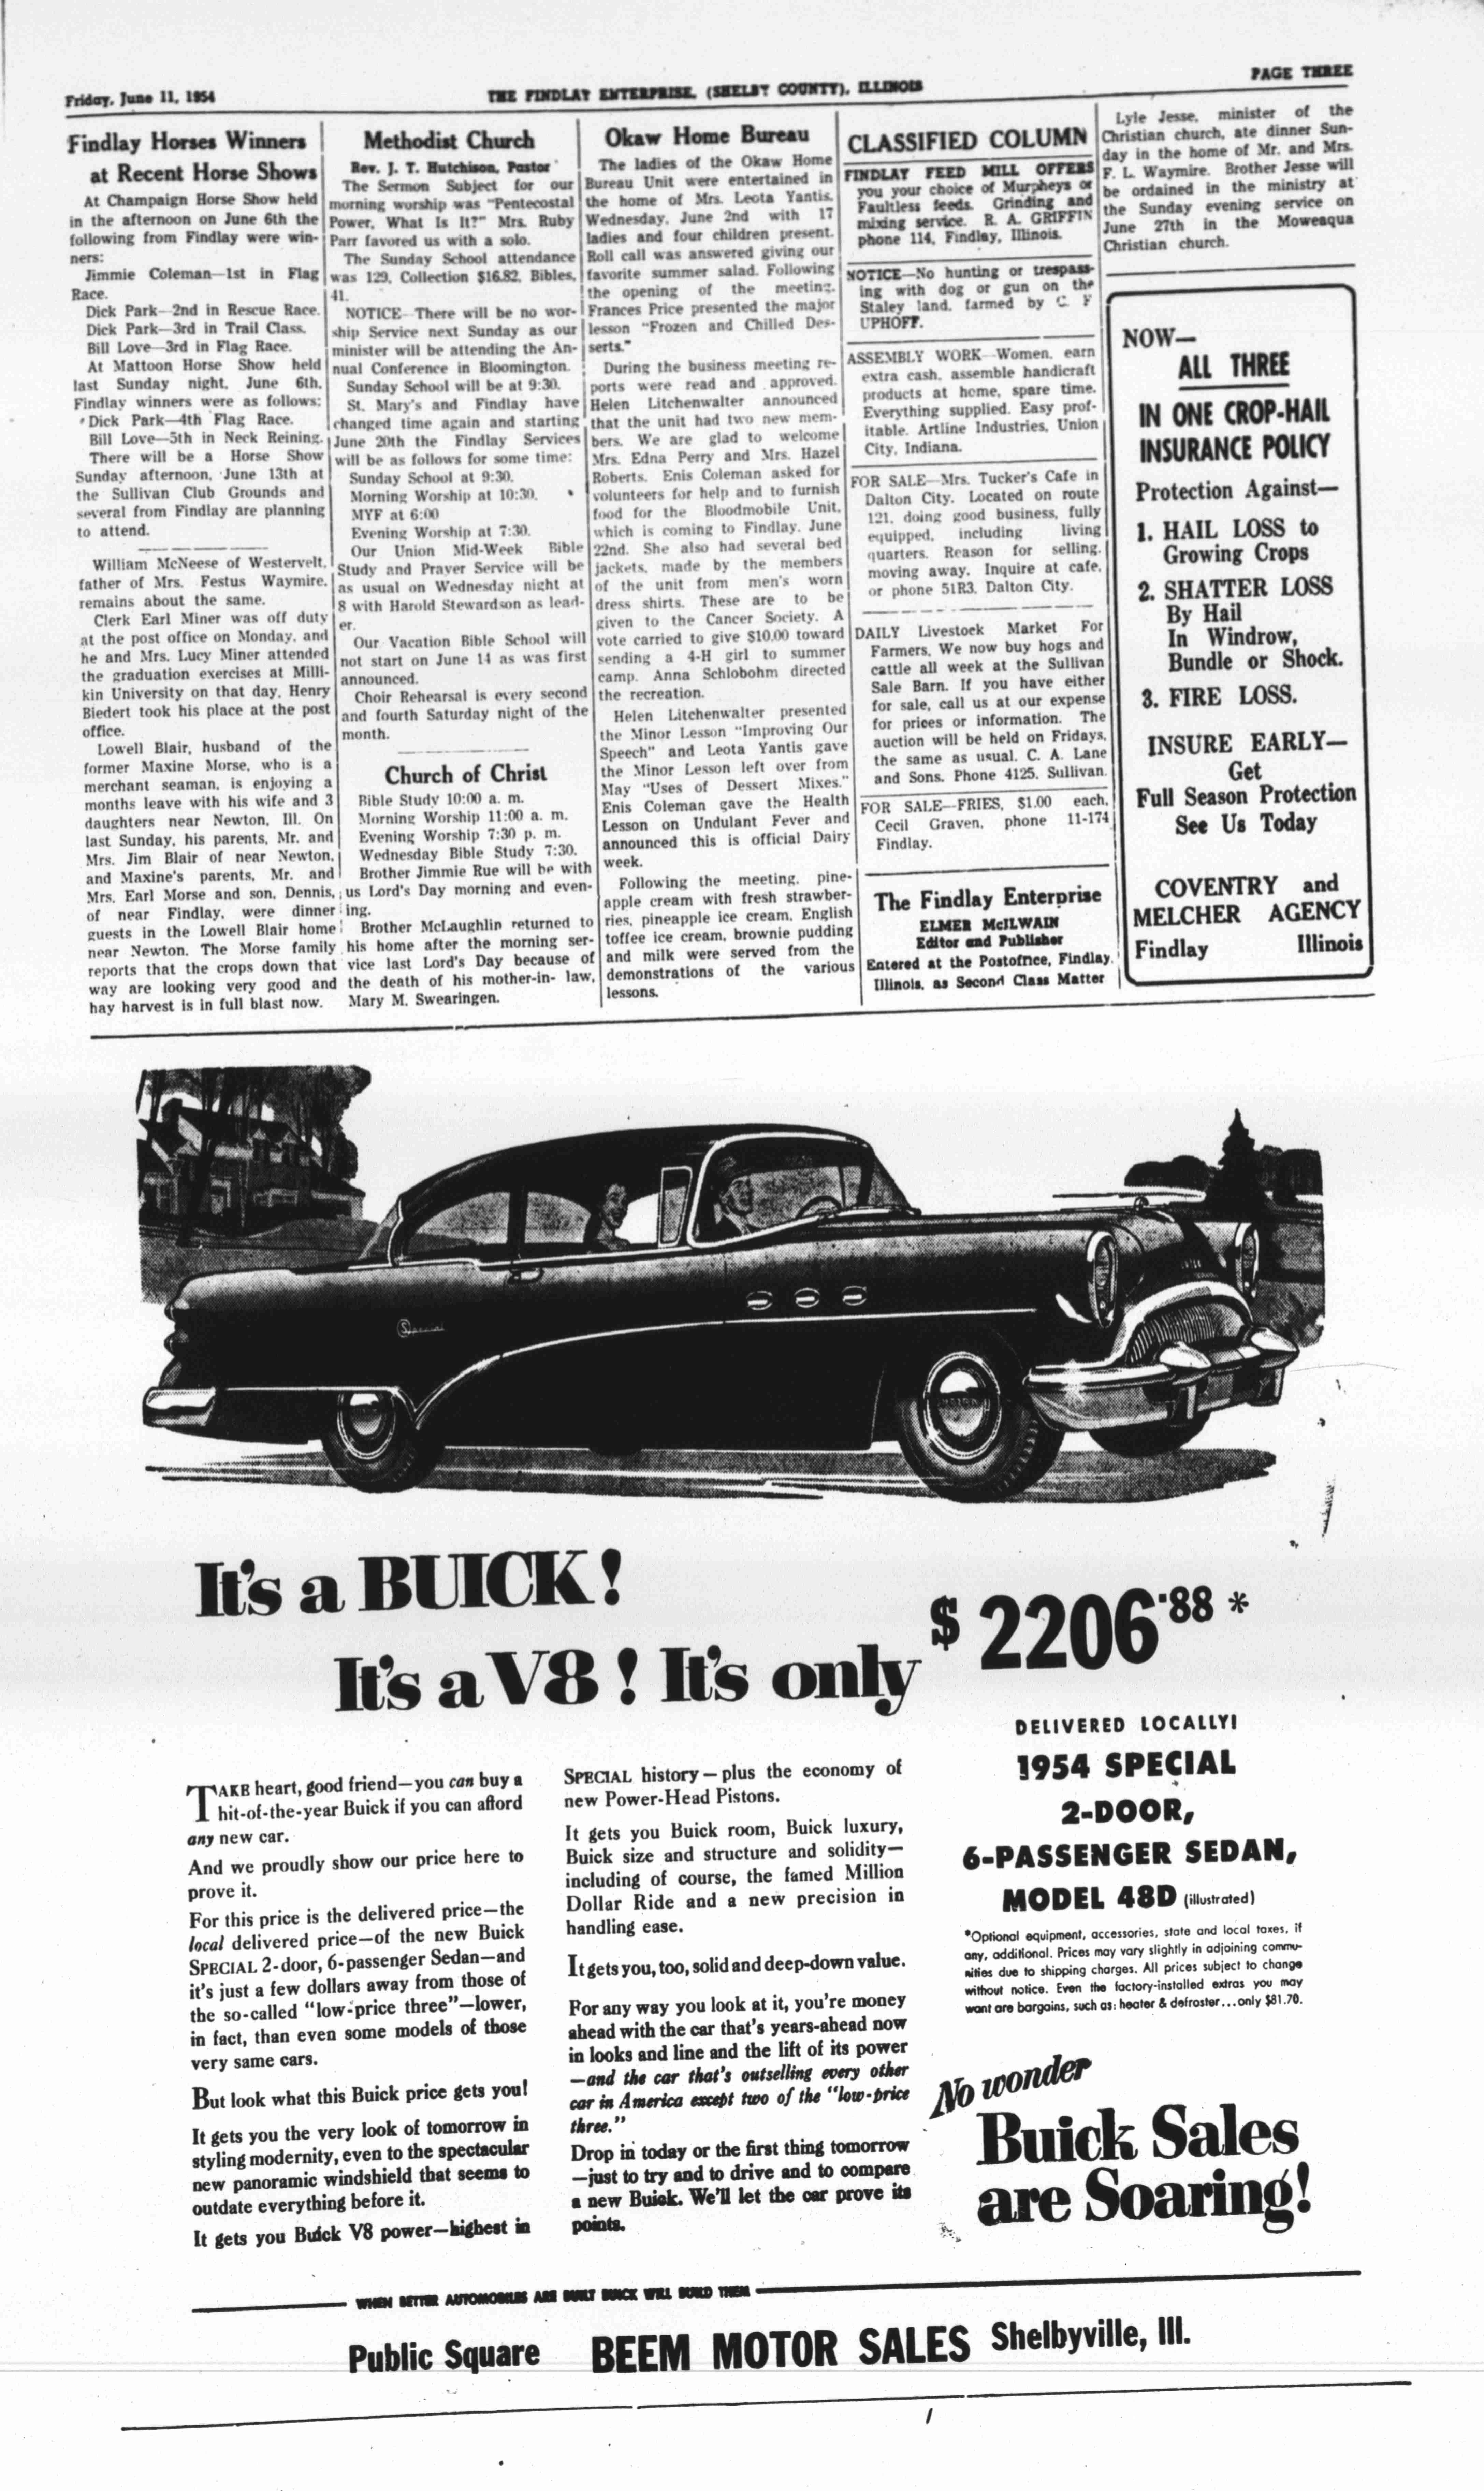 Friday, June 11, 1954
THE FINDLAY ENTERPRISE, (SHELBY COUNTY), ILLINOIS
PAGE THREE
Findlay Horses Winners
at Recent Horse Shows
At Champaign Horse Show held
in the afternoon on June 6th the
following from Findlay were win-
ners:
Jimmie Coleman—1st in Flag
Race.
Dick Park—2nd in Rescue Race.
Dick Park—3rd in Trail Class.
Bill Love—3rd in Flag Race.
At Mattoon Horse Show held
last Sunday night, June 6th,
Findlay winners were as follows:
Dick Park—4th Flag Race.
Bill Love—5th in Neck Reining.
There will be a Horse Show
Sunday afternoon, June 13th at
the Sullivan Club Grounds and
several from Findlay are planning
to attend.
William McNeese of Westervelt,
father of Mrs. Festus Waymire,
remains about the same.
Clerk Earl Miner was off duty
at the post office on Monday, and
he and Mrs. Lucy Miner attended
the graduation exercises at Milli-
kin University on that day. Henry
Biedert took his place at the post
office.
Lowell Blair, husband of the
former Maxine Morse, who is a
merchant seaman, is enjoying a
months leave with his wife and 3
daughters near Newton, Ill. On
last Sunday, his parents, Mr. and
Mrs. Jim Blair of near Newton,
and Maxine's parents, Mr. and
Mrs. Earl Morse and son, Dennis,
of near Findlay, were dinner
guests in the Lowell Blair home
near Newton. The Morse family
reports that the crops down that
way are looking very good and
hay harvest is in full blast now.
Methodist Church
Rev. J. T. Hutchison, Pastor
The Sermon Subject for our
morning worship was "Pentecostal
Power, What Is It?" Mrs. Ruby
Parr favored us with a solo.
The Sunday School attendance
was 129, Collection $16.82, Bibles,
41.
NOTICE—There will be no wor-
ship Service next Sunday as our
minister will be attending the An-
nual Conference in Bloomington.
Sunday School will be at 9:30.
St. Mary's and Findlay have
changed time again and starting
June 20th the Findlay Services
will be as follows for some time:
Sunday School at 9:30.
Morning Worship at 10:30.
MYF at 6:00
Evening Worship at 7:30.
Our Union Mid-Week Bible
Study and Prayer Service will be
as usual on Wednesday night at
8 with Harold Stewardson as lead-
er.
Our Vacation Bible School will
not start on June 14 as was first
announced.
Choir Rehearsal is every second
and fourth Saturday night of the
month.
Church of Christ
Bible Study 10:00 a. m.
Morning Worship 11:00 a. m.
Evening Worship 7:30 p. m.
Wednesday Bible Study 7:30.
Brother Jimmie Rue will be with
us Lord's Day morning and even-
ing.
Brother McLaughlin returned to
his home after the morning ser-
vice last Lord's Day because of
the death of his mother-in- law,
Mary M. Swearingen.
Okaw Home Bureau
The ladies of the Okaw Home
Bureau Unit were entertained in
the home of Mrs. Leota Yantis,
Wednesday, June 2nd with 17
ladies and four children present.
Roll call was answered giving our
favorite summer salad. Following
the opening of the meeting,
Frances Price presented the major
lesson "Frozen and Chilled Des-
serts."
During the business meeting re-
ports were read and approved.
Helen Litchenwalter announced
that the unit had two new mem-
bers. We are glad to welcome
Mrs. Edna Perry and Mrs. Hazel
Roberts. Enis Coleman asked for
volunteers for help and to furnish
food for the Bloodmobile Unit,
which is coming to Findlay, June
22nd. She also had several bed
jackets, made by the members
of the unit from men's worn
dress shirts. These are to be
given to the Cancer Society. A
vote carried to give $10.00 toward
sending a 4-H girl to summer
camp. Anna Schlobohm directed
the recreation.
Helen Litchenwalter presented
the Minor Lesson "Improving Our
Speech" and Leota Yantis gave
the Minor Lesson left over from
May "Uses of Dessert Mixes."
Enis Coleman gave the Health
Lesson on Undulant Fever and
announced this is official Dairy
week.
Following the meeting, pine-
apple cream with fresh strawber-
ries, pineapple ice cream, English
toffee ice cream, brownie pudding
and milk were served from the
demonstrations of the various
lessons.
CLASSIFIED COLUMN
FINDLAY FEED MILL OFFERS
you your choice of Murpheys or
Faultless feeds. Grinding and
mixing service. R. A. GRIFFIN
phone 114, Findlay, Illinois.
NOTICE—No hunting or trespass-
ing with dog or gun on the
Staley land, farmed by C. F
UPHOFF.
ASSEMBLY WORK—Women, earn
extra cash, assemble handicraft
products at home, spare time.
Everything supplied. Easy prof-
itable. Artline Industries, Union
City, Indiana.
FOR SALE—Mrs. Tucker's Cafe in
Dalton City. Located on route
121, doing good business, fully
equipped, including living
quarters. Reason for selling,
moving away. Inquire at cafe,
or phone 51R3, Dalton City.
DAILY Livestock Market For
Farmers. We now buy hogs and
cattle all week at the Sullivan
Sale Barn. If you have either
for sale, call us at our expense
for prices or information. The
auction will be held on Fridays,
the same as usual. C. A. Lane
and Sons. Phone 4125, Sullivan.
FOR SALE—FRIES, $1.00 each,
Cecil Graven, phone 11-174
Findlay.
The Findlay Enterprise
ELMER McILWAIN
Editor and Publisher
Entered at the Postoffice, Findlay,
Illinois, as Second Class Matter
Lyle Jesse, minister of the
Christian church, ate dinner Sun-
day in the home of Mr. and Mrs.
F. L. Waymire. Brother Jesse will
be ordained in the ministry at
the Sunday evening service on
June 27th in the Moweaqua
Christian church.
NOW—
ALL THREE
IN ONE CROP-HAIL
INSURANCE POLICY
Protection Against—
1. HAIL LOSS to
Growing Crops
2. SHATTER LOSS
By Hail
In Windrow,
Bundle or Shock.
3. FIRE LOSS.
INSURE EARLY—
Get
Full Season Protection
See Us Today
COVENTRY and
MELCHER AGENCY
Findlay Illinois
Special
It's a BUICK!
It's a V8! It's only $2206.88*
TAKE heart, good friend—you can buy a
hit-of-the-year Buick if you can afford
any new car.
And we proudly show our price here to
prove it.
For this price is the delivered price—the
local delivered price—of the new Buick
SPECIAL 2-door, 6-passenger Sedan—and
it's just a few dollars away from those of
the so-called "low-price three"—lower,
in fact, than even some models of those
very same cars.
But look what this Buick price gets you!
It gets you the very look of tomorrow in
styling modernity, even to the spectacular
new panoramic windshield that seems to
outdate everything before it.
It gets you Buick V8 power—highest in
SPECIAL history—plus the economy of
new Power-Head Pistons.
It gets you Buick room, Buick luxury,
Buick size and structure and solidity—
including of course, the famed Million
Dollar Ride and a new precision in
handling ease.
It gets you, too, solid and deep-down value.
For any way you look at it, you're money
ahead with the car that's years-ahead now
in looks and line and the lift of its power
—and the car that's outselling every other
car in America except two of the "low-price
three."
Drop in today or the first thing tomorrow
—just to try and to drive and to compare
a new Buick. We'll let the car prove its
points.
DELIVERED LOCALLY!
1954 SPECIAL
2-DOOR,
6-PASSENGER SEDAN,
MODEL 48D (illustrated)
*Optional equipment, accessories, state and local taxes, if
any, additional. Prices may vary slightly in adjoining commu-
nities due to shipping charges. All prices subject to change
without notice. Even the factory-installed extras you may
want are bargains, such as: heater & defroster...only $81.70.
No wonder
Buick Sales
are Soaring!
WHEN BETTER AUTOMOBILES ARE BUILT BUICK WILL BUILD THEM
Public Square BEEM MOTOR SALES Shelbyville, Ill.